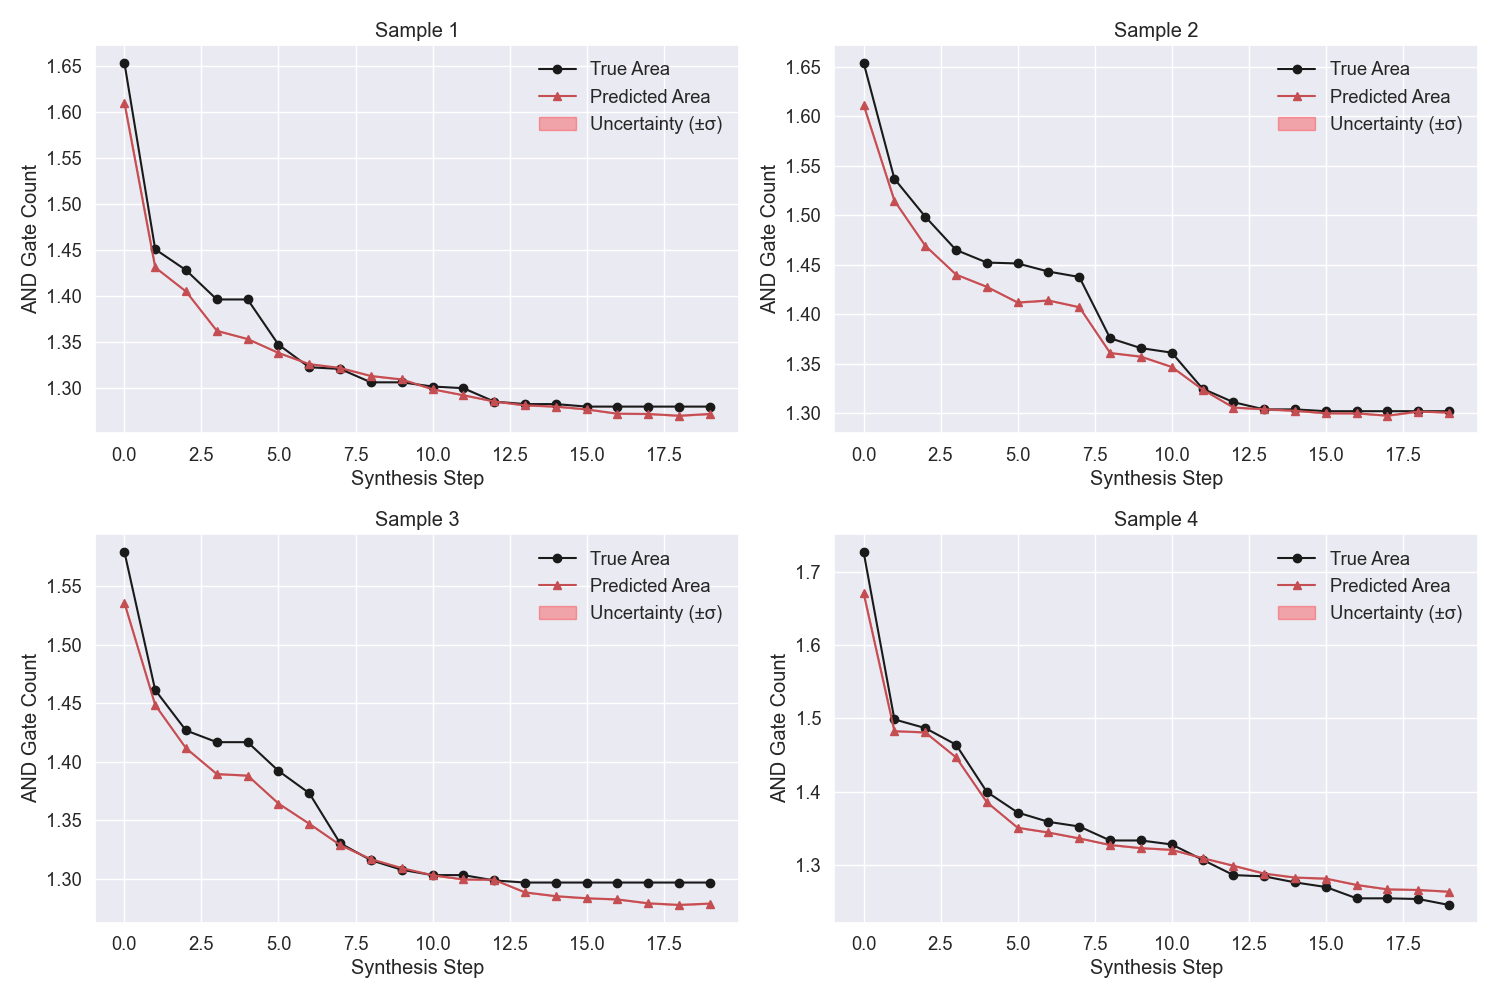 Sample 1
True Area
Predicted Area
Uncertainty (±σ)
AND Gate Count
1.65
1.60
1.55
1.50
1.45
1.40
1.35
1.30
0.0 2.5 5.0 7.5 10.0 12.5 15.0 17.5
Synthesis Step
Sample 2
True Area
Predicted Area
Uncertainty (±σ)
AND Gate Count
1.65
1.60
1.55
1.50
1.45
1.40
1.35
1.30
0.0 2.5 5.0 7.5 10.0 12.5 15.0 17.5
Synthesis Step
Sample 3
True Area
Predicted Area
Uncertainty (±σ)
AND Gate Count
1.55
1.50
1.45
1.40
1.35
1.30
0.0 2.5 5.0 7.5 10.0 12.5 15.0 17.5
Synthesis Step
Sample 4
True Area
Predicted Area
Uncertainty (±σ)
AND Gate Count
1.7
1.6
1.5
1.4
1.3
0.0 2.5 5.0 7.5 10.0 12.5 15.0 17.5
Synthesis Step